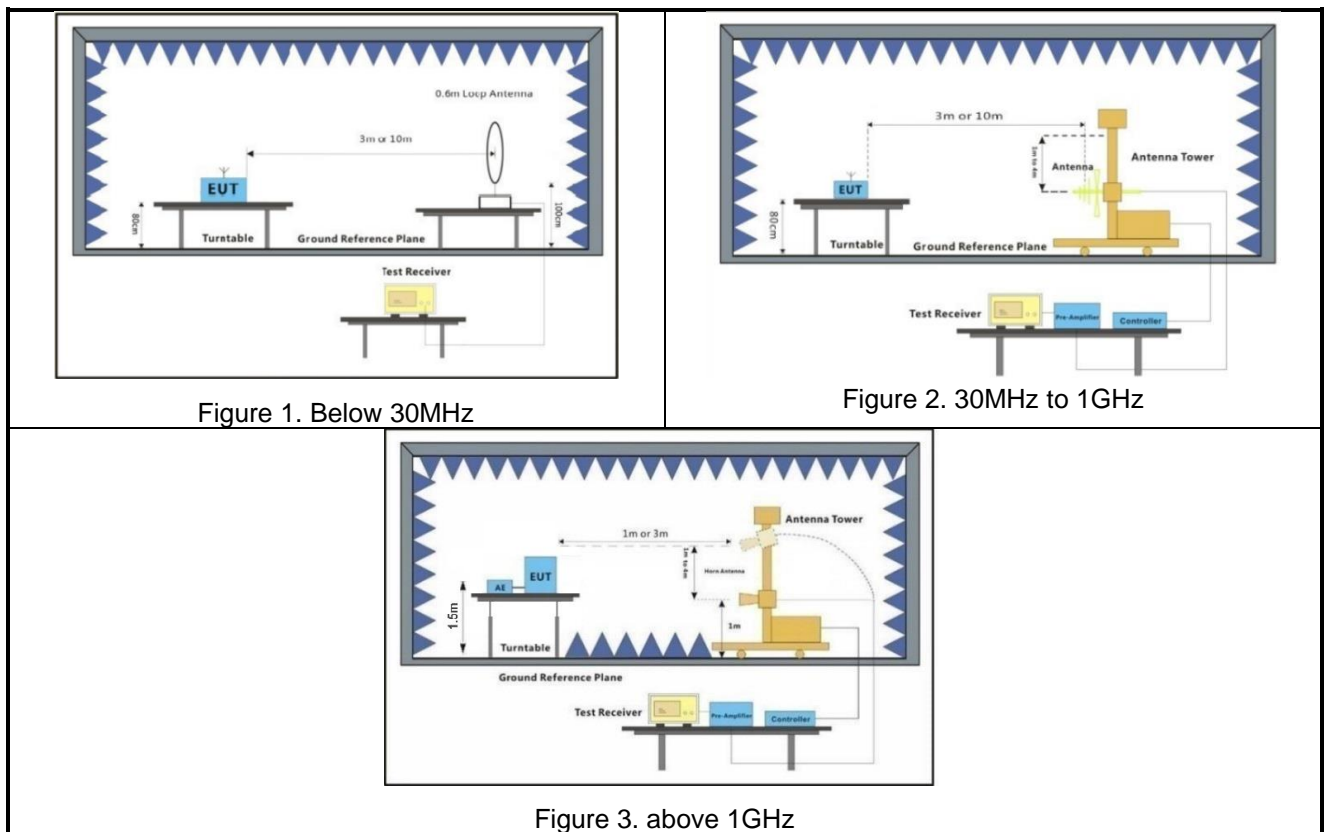 0.6m Loop Antenna
3m or 10m
EUT
80cm
100cm
Turntable
Ground Reference Plane
Test Receiver
Figure 1. Below 30MHz
3m or 10m
1m to 4m
Antenna
Antenna Tower
EUT
80cm
Turntable
Ground Reference Plane
Test Receiver
Pre-Amplifier
Controller
Figure 2. 30MHz to 1GHz
Antenna Tower
1m or 3m
1m to 4m
Horn Antenna
AE
EUT
1.5m
1m
Turntable
Ground Reference Plane
Test Receiver
Pre-Amplifier
Controller
Figure 3. above 1GHz